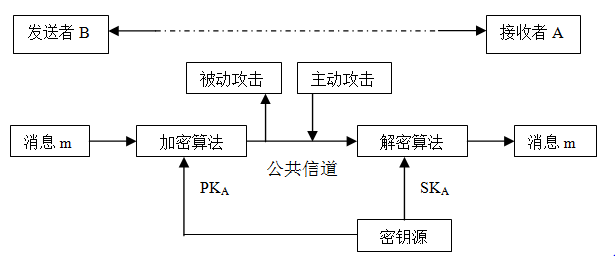 发送者 B
接收者 A
被动攻击
主动攻击
消息 m
加密算法
解密算法
消息 m
公共信道
PKA
SKA
密钥源